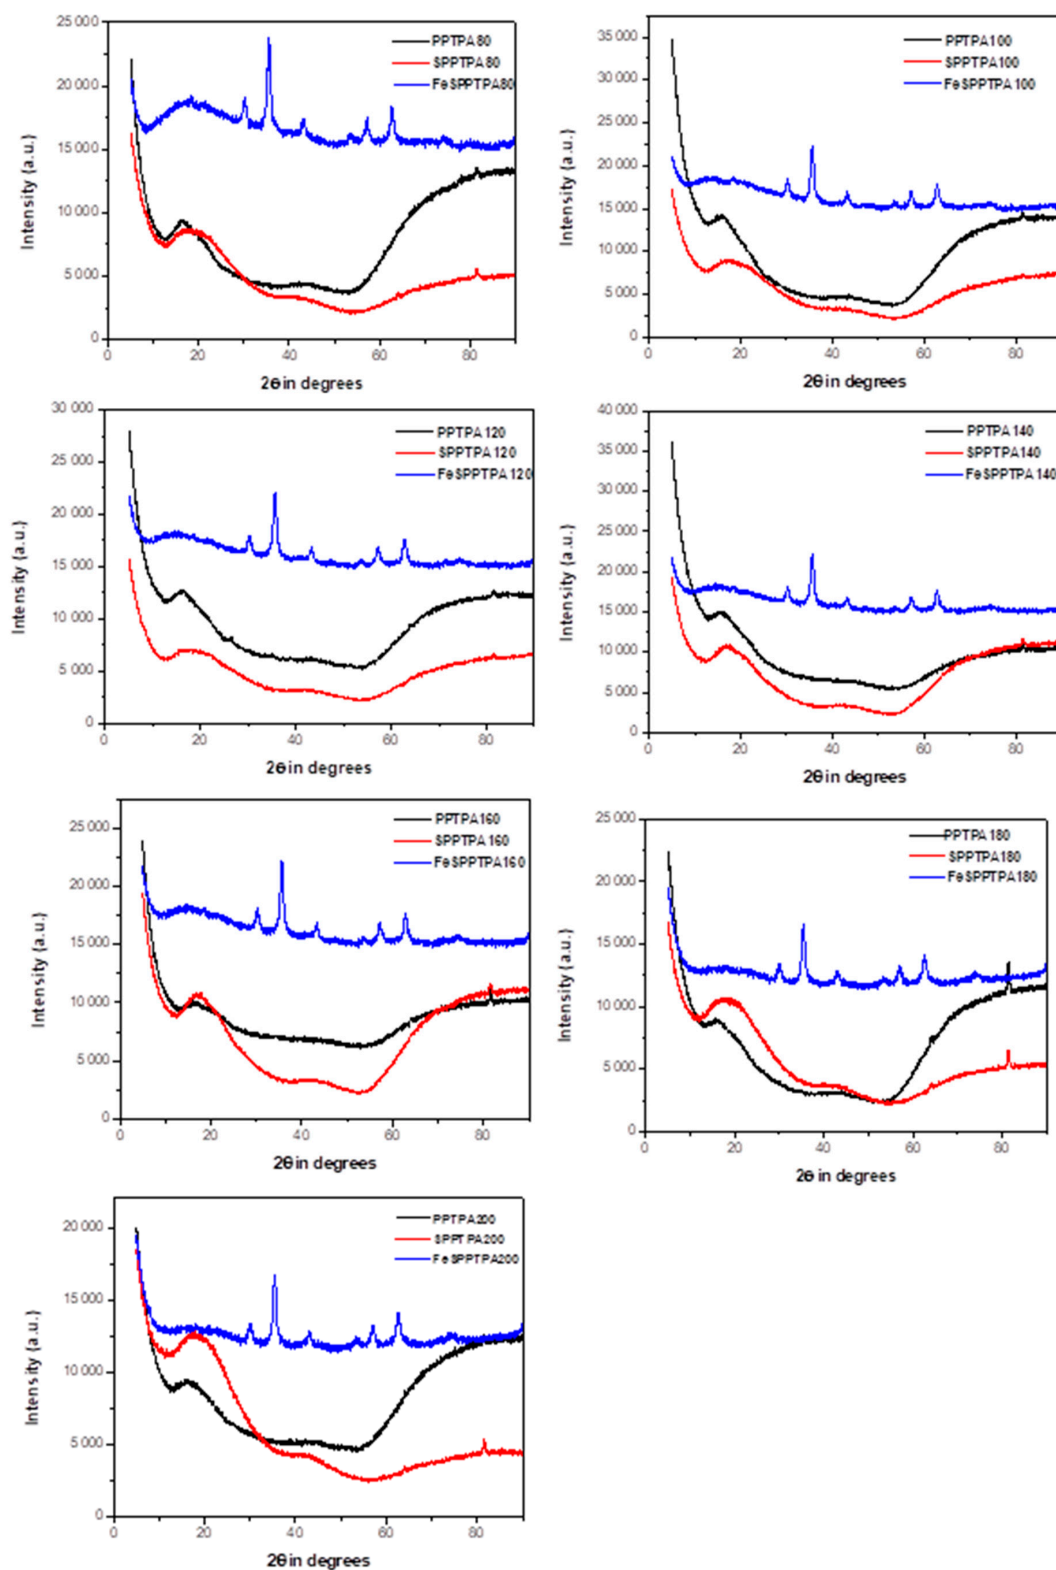 PPTPA80
SPPTPA80
FeSPPTPA80
25 000
20 000
15 000
10 000
5 000
0
Intensity (a.u.)
0 20 40 60 80
2θ in degrees
PPTPA100
SPPTPA100
FeSPPTPA100
35 000
30 000
25 000
20 000
15 000
10 000
5 000
0
Intensity (a.u.)
0 20 40 60 80
2θ in degrees
PPTPA120
SPPTPA120
FeSPPTPA120
30 000
25 000
20 000
15 000
10 000
5 000
0
Intensity (a.u.)
0 20 40 60 80
2θ in degrees
PPTPA140
SPPTPA140
FeSPPTPA140
40 000
35 000
30 000
25 000
20 000
15 000
10 000
5 000
0
Intensity (a.u.)
0 20 40 60 80
2θ in degrees
PPTPA160
SPPTPA160
FeSPPTPA160
25 000
20 000
15 000
10 000
5 000
0
Intensity (a.u.)
0 20 40 60 80
2θ in degrees
PPTPA180
SPPTPA180
FeSPPTPA180
25 000
20 000
15 000
10 000
5 000
0
Intensity (a.u.)
0 20 40 60 80
2θ in degrees
PPTPA200
SPPTPA200
FeSPPTPA200
20 000
15 000
10 000
5 000
0
Intensity (a.u.)
0 20 40 60 80
2θ in degrees